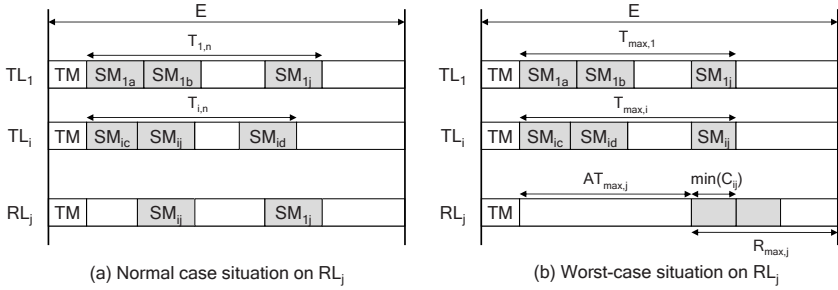 E
T1,n
TL1 TM SM1a SM1b SM1j
Ti,n
TLi TM SMic SMij SMid
RLj TM SMij SM1j
(a) Normal case situation on RLj
E
Tmax,1
TL1 TM SM1a SM1b SM1j
Tmax,i
TLi TM SMic SMid SMij
ATmax,j min(Cij)
RLj TM
Rmax,j
(b) Worst-case situation on RLj